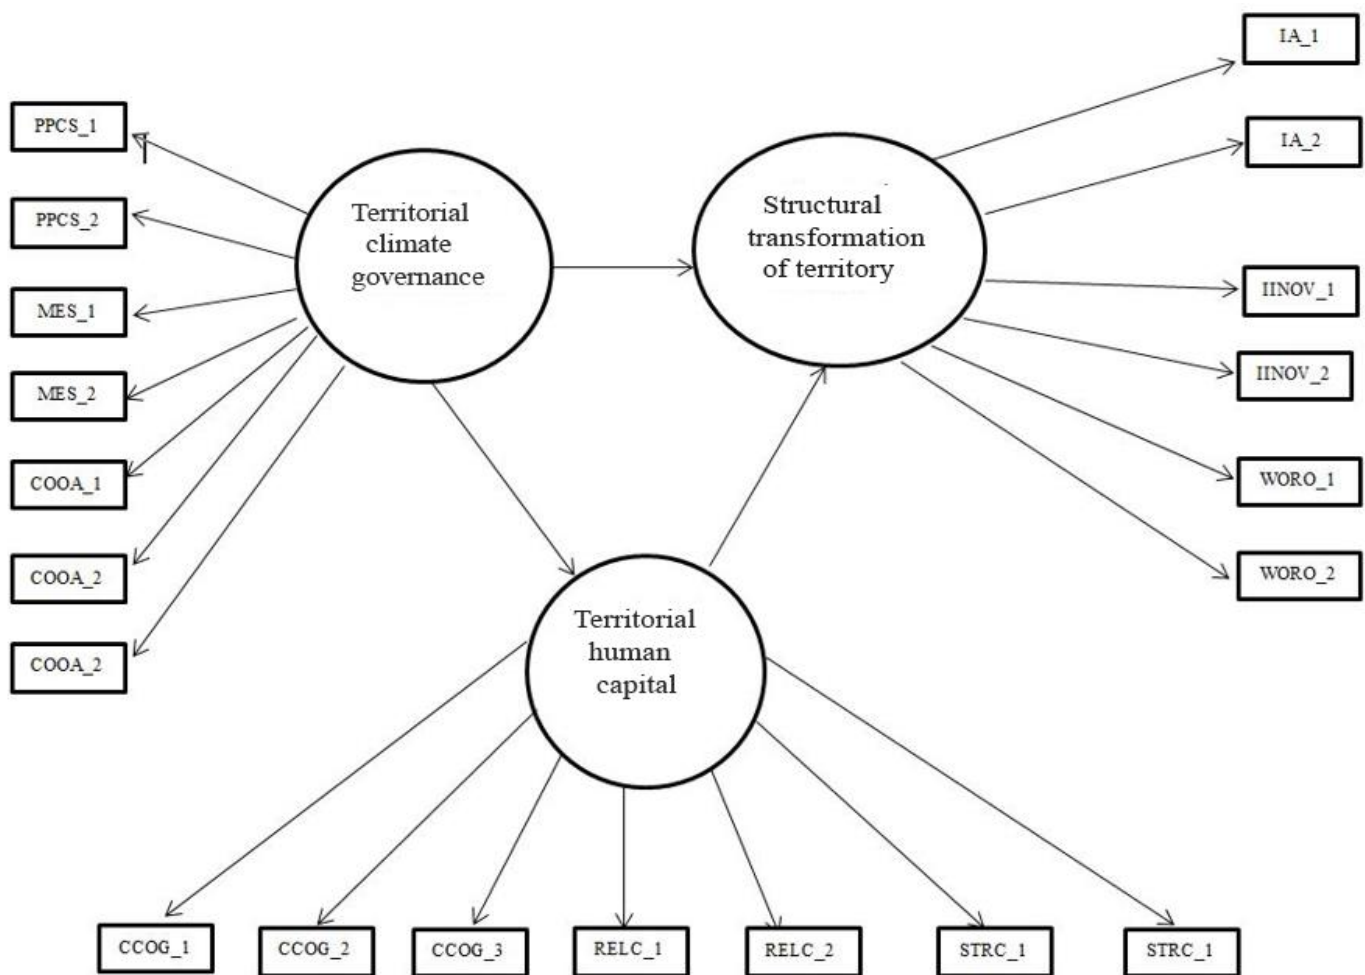 IA_1
PPCS_1
IA_2
Territorial
climate
governance
Structural
transformation
of territory
PPCS_2
MES_1
IINOV_1
MES_2
IINOV_2
COOA_1
WORO_1
COOA_2
WORO_2
COOA_2
Territorial
human
capital
CCOG_1
CCOG_2
CCOG_3
RELC_1
RELC_2
STRC_1
STRC_1